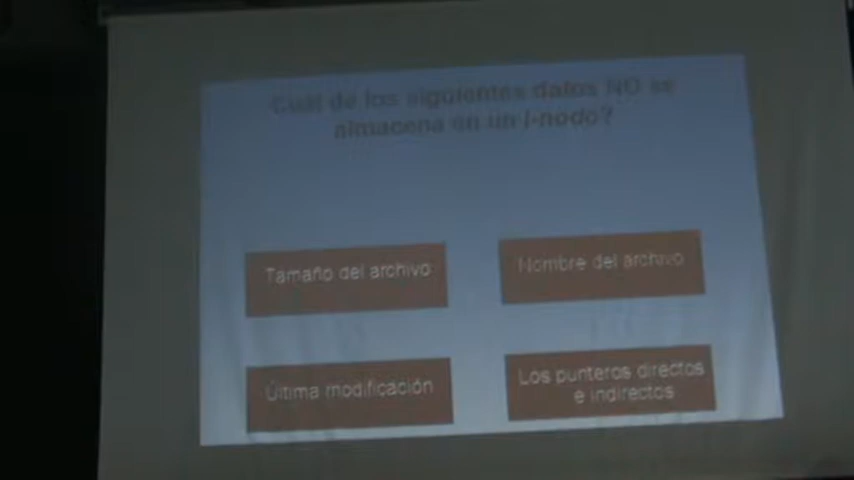 Cuál de los siguientes datos NO se
almacena en un I-nodo?
Tamaño del archivo
Nombre del archivo
Última modificación
Los punteros directos
e indirectos